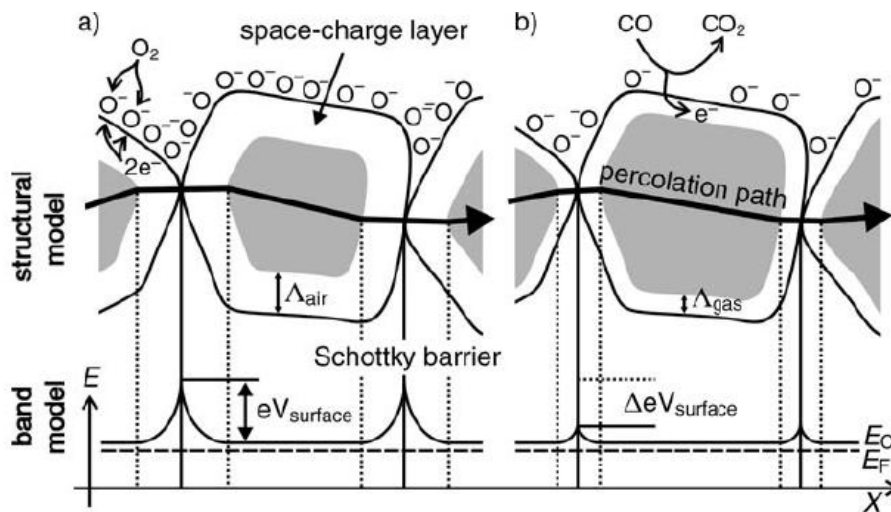 a)
O₂
space-charge layer
O⁻ O⁻ O⁻ O⁻ O⁻ O⁻ O⁻ O⁻ O⁻ O⁻ O⁻
2e⁻
Λair
structural model
b)
CO CO₂
O⁻ O⁻ O⁻ O⁻ O⁻ O⁻
e⁻
percolation path
Λgas
Schottky barrier
band model
E
eVsurface
ΔeVsurface
EC
EF
X